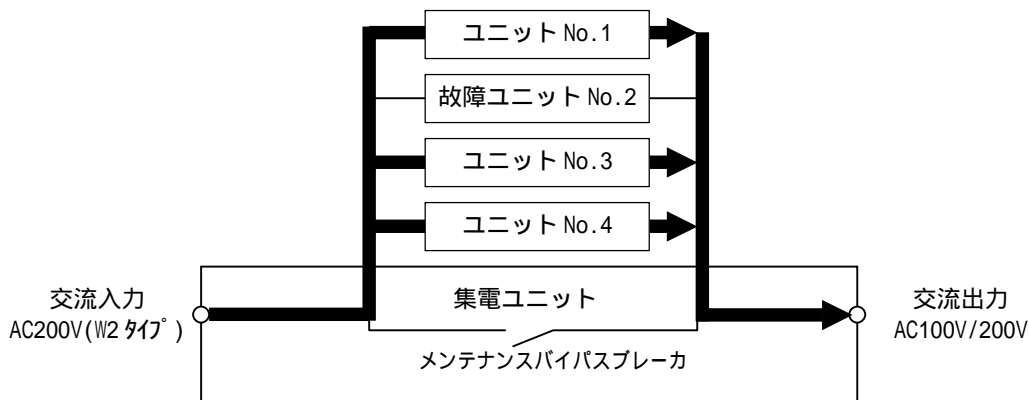 ユニット No.1
故障ユニット No.2
ユニット No.3
ユニット No.4
集電ユニット
交流入力
AC200V(W2 ﾀｲﾌﾟ)
交流出力
AC100V/200V
メンテナンスバイパスブレーカ